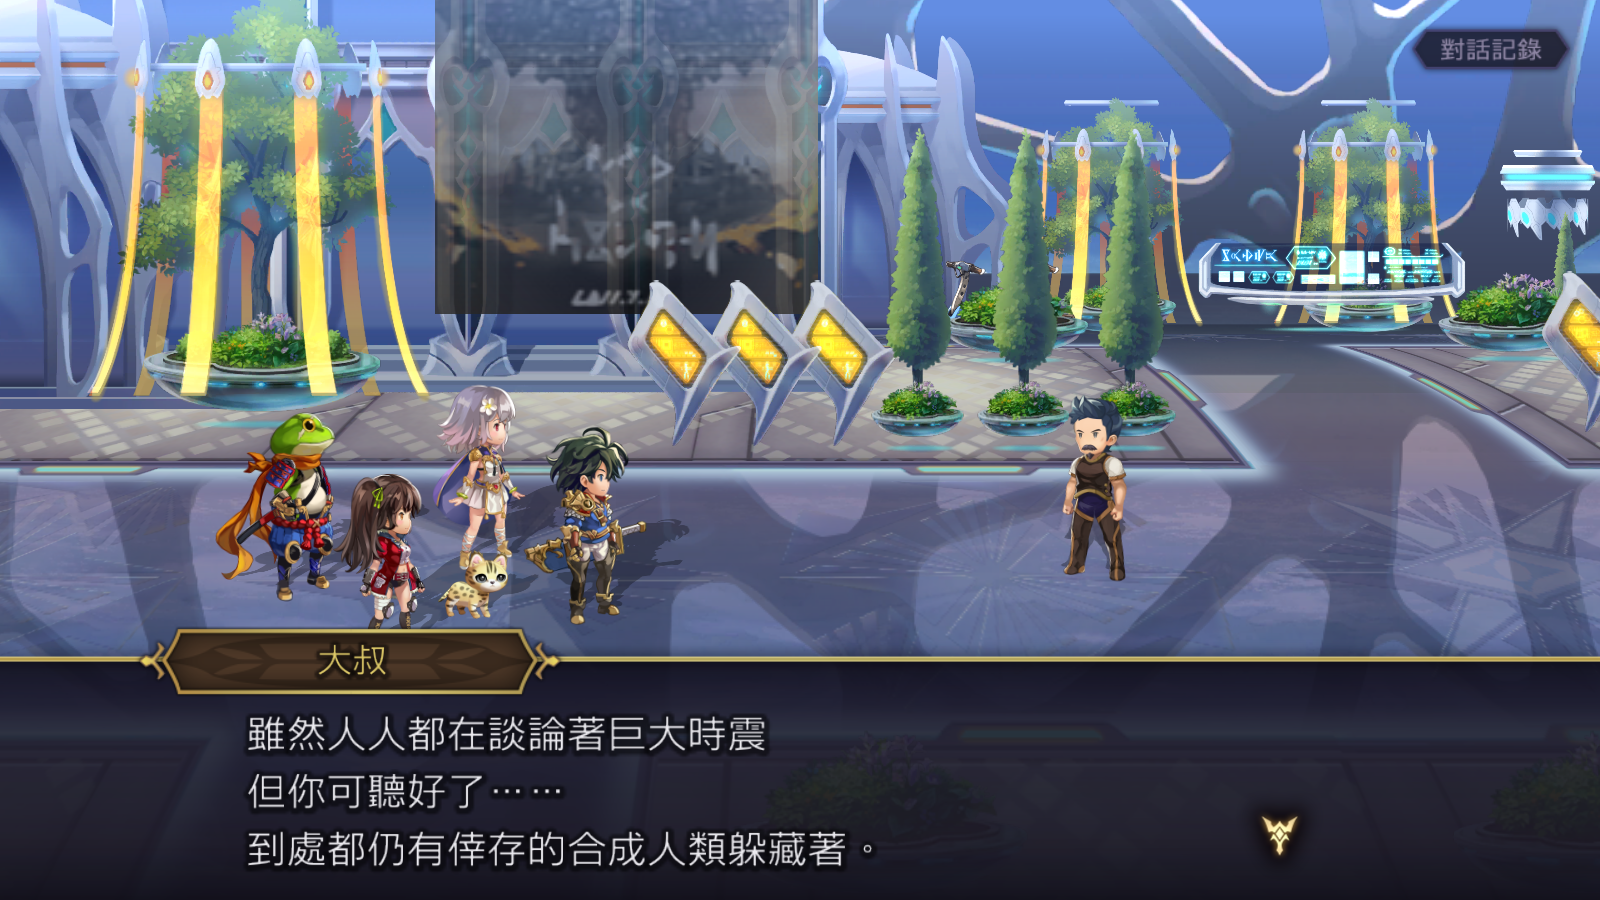 對話記錄
大叔
雖然人人都在談論著巨大時震
但你可聽好了⋯⋯
到處都仍有倖存的合成人類躲藏著。